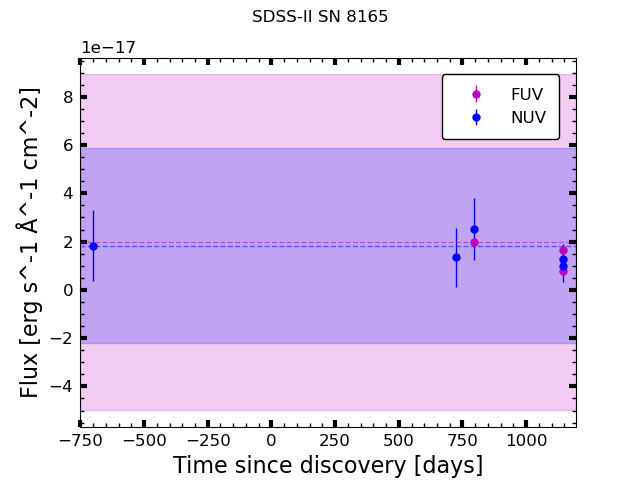 SDSS-II SN 8165
1e−17
FUV
NUV
8
6
4
2
0
−2
−4
Flux [erg s^-1 Å^-1 cm^-2]
−750 −500 −250 0 250 500 750 1000
Time since discovery [days]